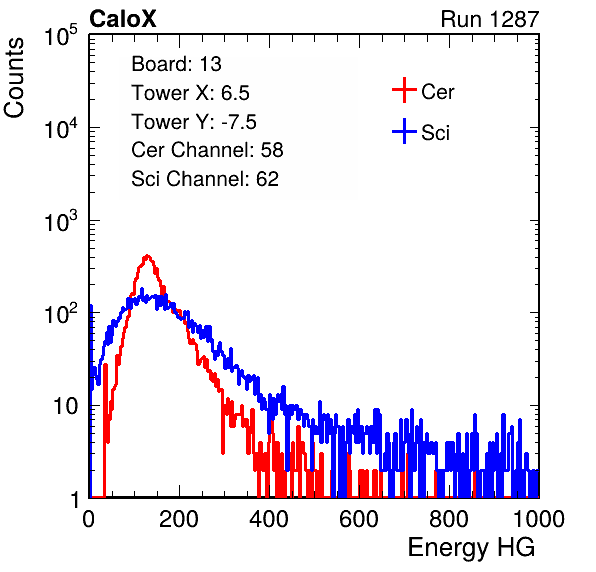 CaloX Run 1287
Counts
10^5
10^4
10^3
10^2
10
1
Board: 13
Tower X: 6.5
Tower Y: -7.5
Cer Channel: 58
Sci Channel: 62
Cer
Sci
0 200 400 600 800 1000
Energy HG